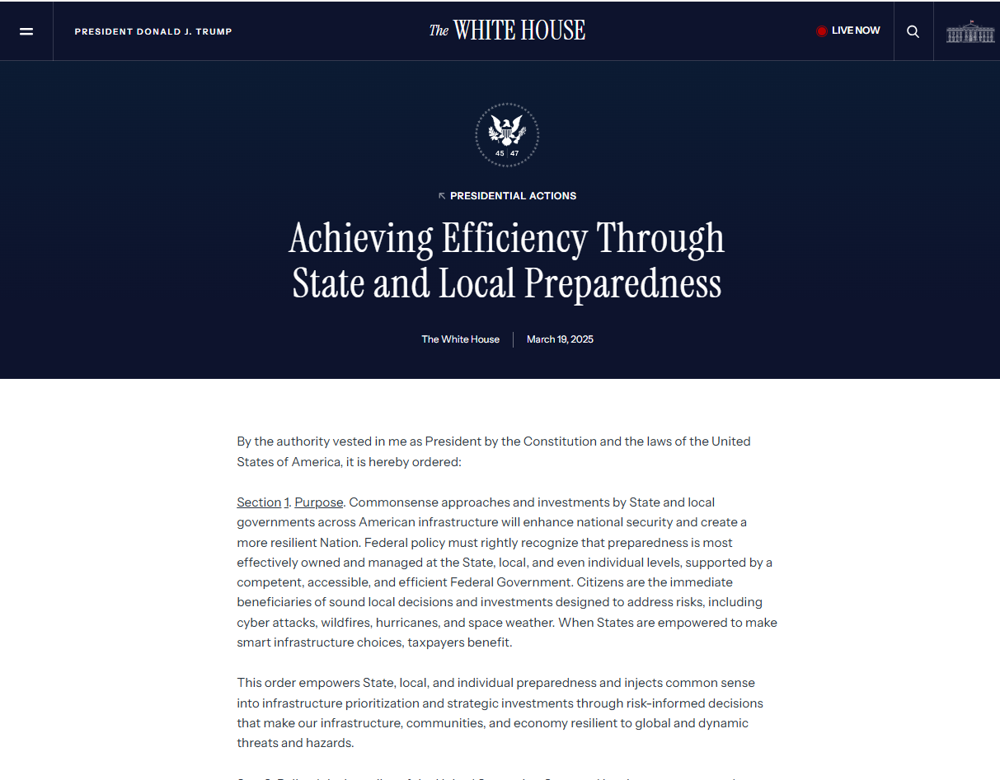 PRESIDENT DONALD J. TRUMP
The WHITE HOUSE
LIVE NOW
45 47
PRESIDENTIAL ACTIONS
Achieving Efficiency Through
State and Local Preparedness
The White House
March 19, 2025
By the authority vested in me as President by the Constitution and the laws of the United
States of America, it is hereby ordered:
Section 1. Purpose. Commonsense approaches and investments by State and local
governments across American infrastructure will enhance national security and create a
more resilient Nation. Federal policy must rightly recognize that preparedness is most
effectively owned and managed at the State, local, and even individual levels, supported by a
competent, accessible, and efficient Federal Government. Citizens are the immediate
beneficiaries of sound local decisions and investments designed to address risks, including
cyber attacks, wildfires, hurricanes, and space weather. When States are empowered to make
smart infrastructure choices, taxpayers benefit.
This order empowers State, local, and individual preparedness and injects common sense
into infrastructure prioritization and strategic investments through risk-informed decisions
that make our infrastructure, communities, and economy resilient to global and dynamic
threats and hazards.